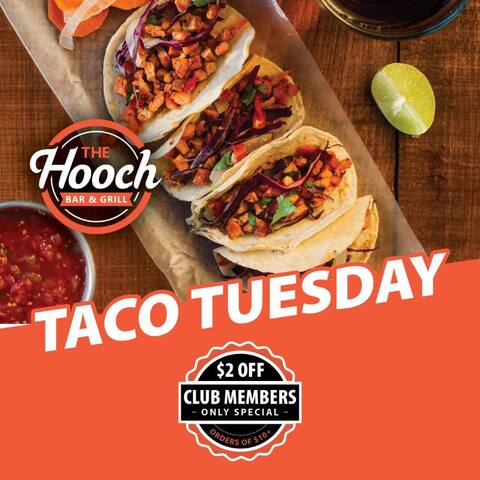 THE
Hooch
BAR & GRILL
TACO TUESDAY
$2 OFF
CLUB MEMBERS
- ONLY SPECIAL -
ORDERS OF $10+